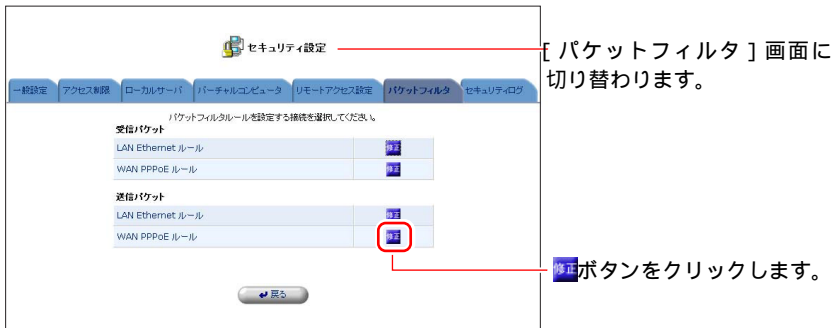 セキュリティ設定
[ パケットフィルタ ] 画面に
切り替わります。
一般設定 アクセス制限 ローカルサーバ バーチャルコンピュータ リモートアクセス設定 パケットフィルタ セキュリティログ
パケットフィルタルールを設定する接続を選択してください。
受信パケット
LAN Ethernet ルール 修正
WAN PPPoE ルール 修正
送信パケット
LAN Ethernet ルール 修正
WAN PPPoE ルール 修正
修正ボタンをクリックします。
戻る